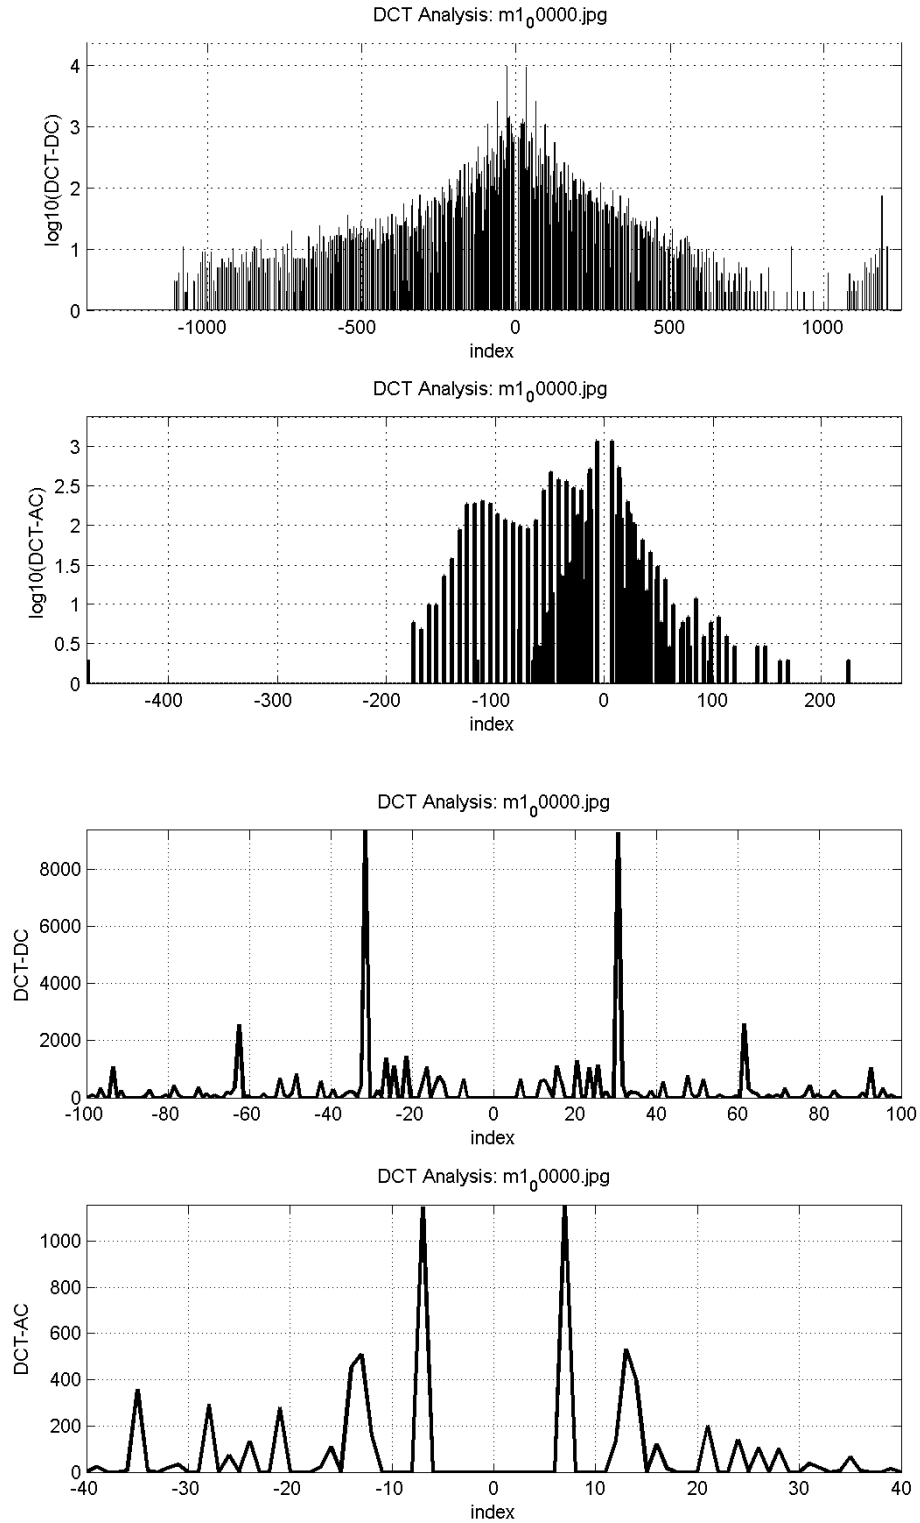 DCT Analysis: m1₀0000.jpg
log10(DCT-DC)
4
3
2
1
0
-1000 -500 0 500 1000
index
DCT Analysis: m1₀0000.jpg
log10(DCT-AC)
3
2.5
2
1.5
1
0.5
0
-400 -300 -200 -100 0 100 200
index
DCT Analysis: m1₀0000.jpg
DCT-DC
8000
6000
4000
2000
0
-100 -80 -60 -40 -20 0 20 40 60 80 100
index
DCT Analysis: m1₀0000.jpg
DCT-AC
1000
800
600
400
200
0
-40 -30 -20 -10 0 10 20 30 40
index